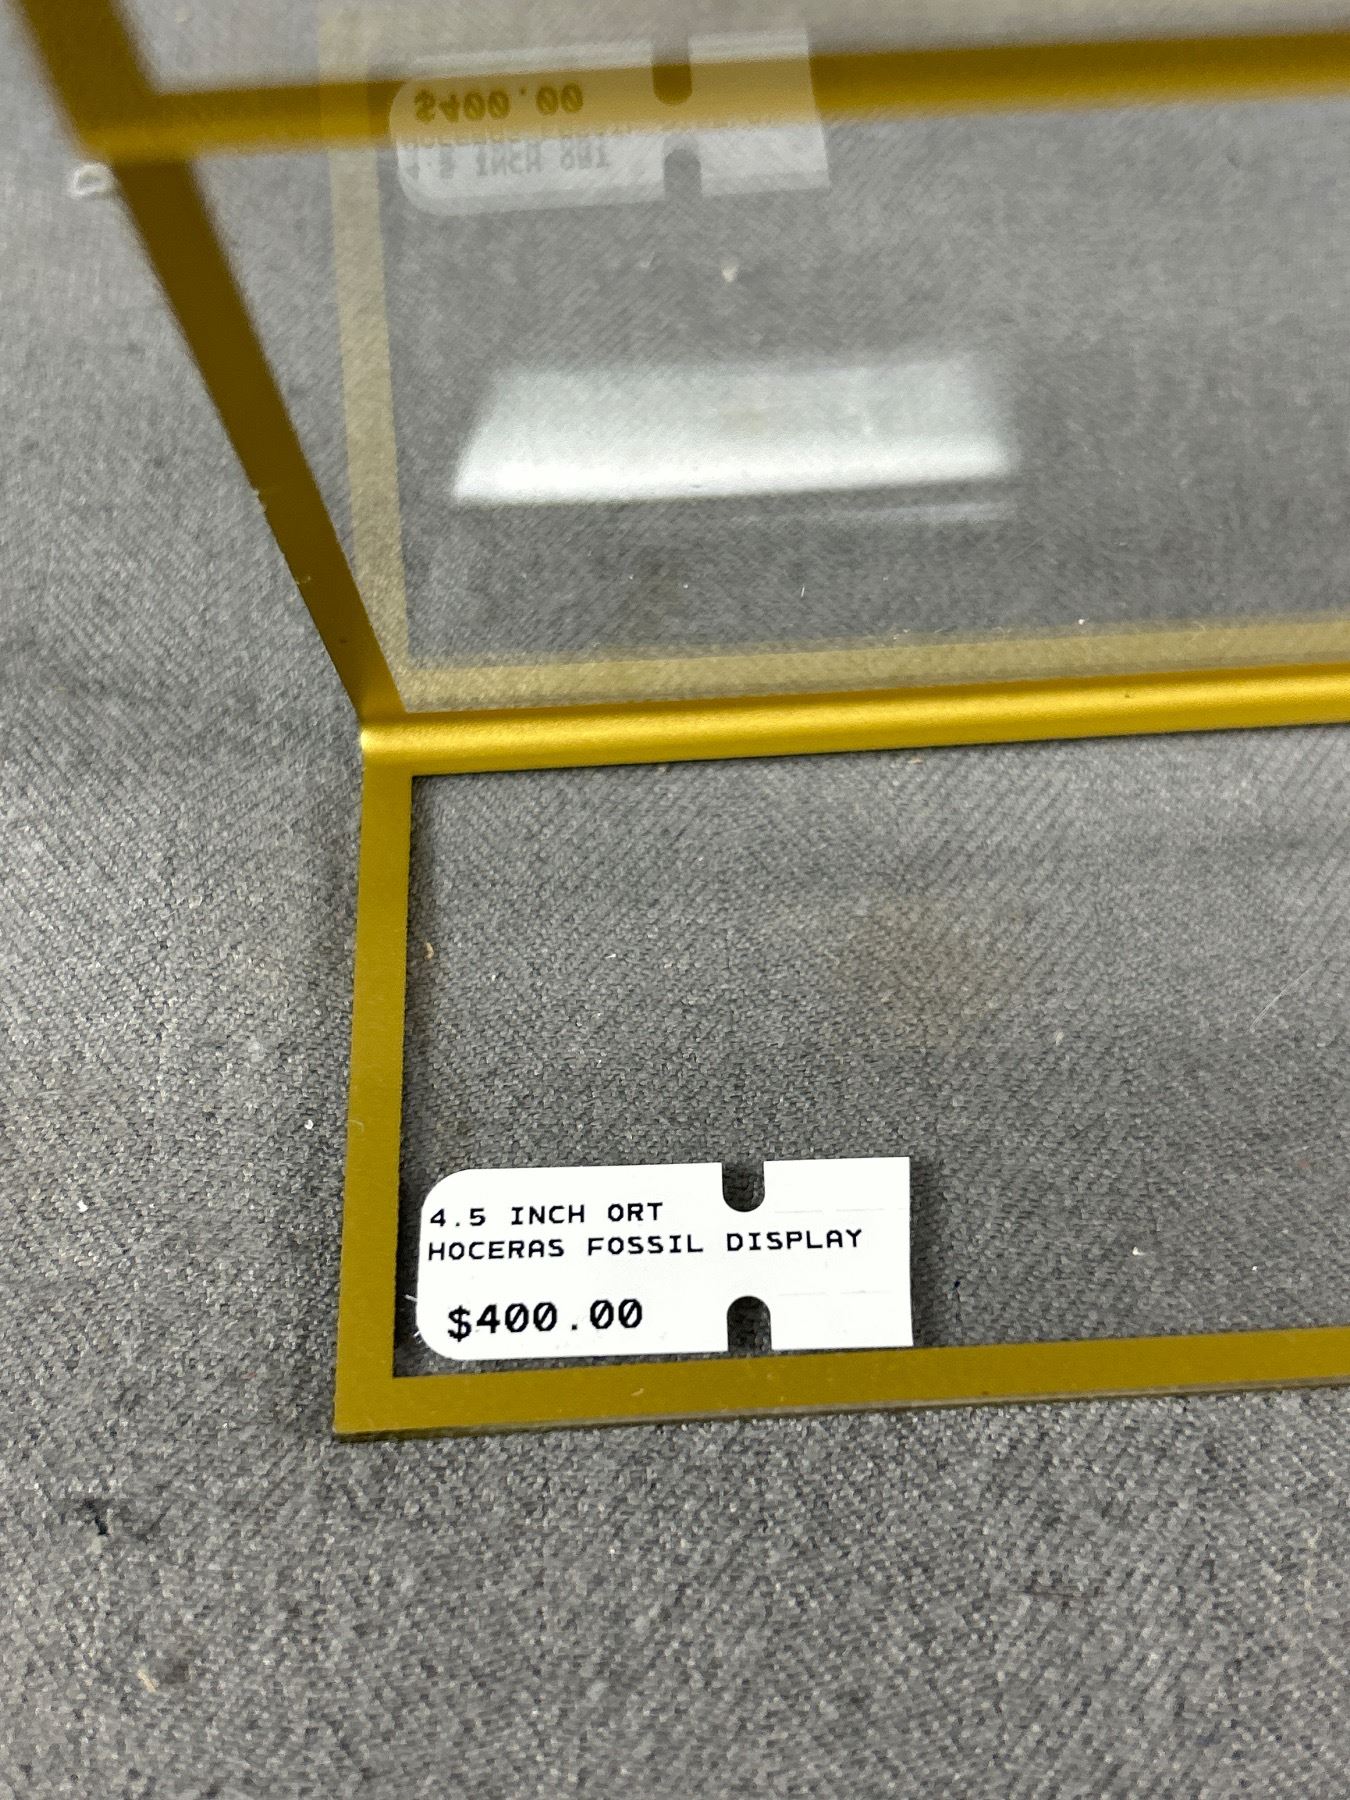 4.5 INCH ORT
HOCERAS FOSSIL DISPLAY
$400.00